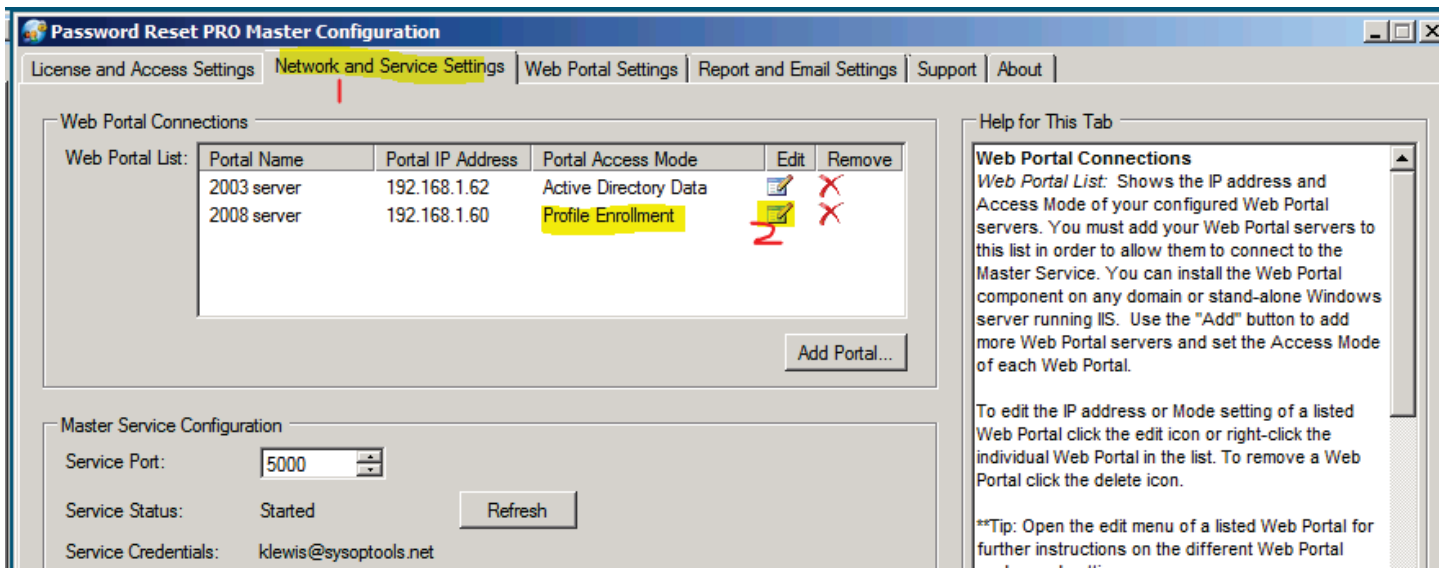 Password Reset PRO Master Configuration
License and Access Settings Network and Service Settings Web Portal Settings Report and Email Settings Support About
1
Web Portal Connections
Web Portal List: Portal Name Portal IP Address Portal Access Mode Edit Remove
2003 server 192.168.1.62 Active Directory Data
2008 server 192.168.1.60 Profile Enrollment
2
Add Portal...
Master Service Configuration
Service Port: 5000
Service Status: Started Refresh
Service Credentials: klewis@sysoptools.net
Help for This Tab
Web Portal Connections
Web Portal List: Shows the IP address and
Access Mode of your configured Web Portal
servers. You must add your Web Portal servers to
this list in order to allow them to connect to the
Master Service. You can install the Web Portal
component on any domain or stand-alone Windows
server running IIS. Use the "Add" button to add
more Web Portal servers and set the Access Mode
of each Web Portal.
To edit the IP address or Mode setting of a listed
Web Portal click the edit icon or right-click the
individual Web Portal in the list. To remove a Web
Portal click the delete icon.
**Tip: Open the edit menu of a listed Web Portal for
further instructions on the different Web Portal